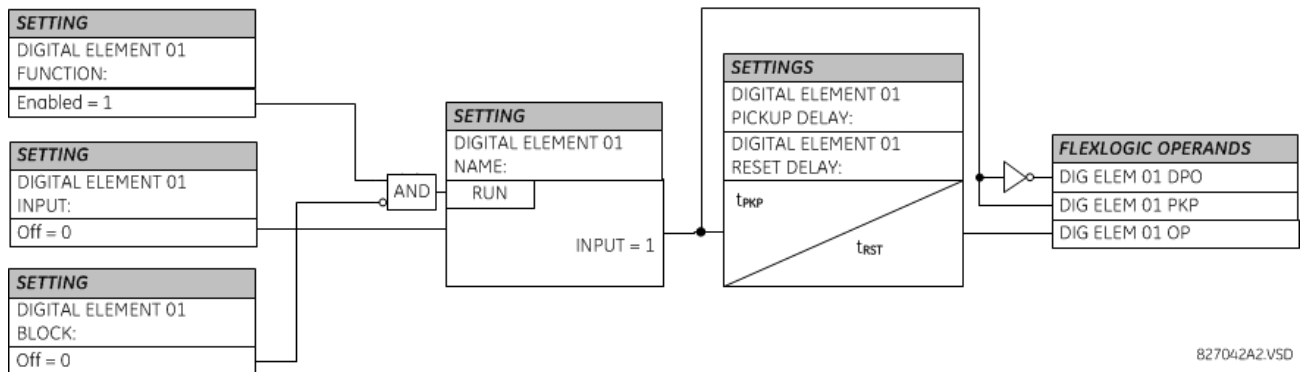 SETTING
DIGITAL ELEMENT 01
FUNCTION:
Enabled = 1
SETTING
DIGITAL ELEMENT 01
INPUT:
Off = 0
SETTING
DIGITAL ELEMENT 01
BLOCK:
Off = 0
AND
SETTING
DIGITAL ELEMENT 01
NAME:
RUN
INPUT = 1
SETTINGS
DIGITAL ELEMENT 01
PICKUP DELAY:
DIGITAL ELEMENT 01
RESET DELAY:
tPKP
tRST
FLEXLOGIC OPERANDS
DIG ELEM 01 DPO
DIG ELEM 01 PKP
DIG ELEM 01 OP
827042A2.VSD